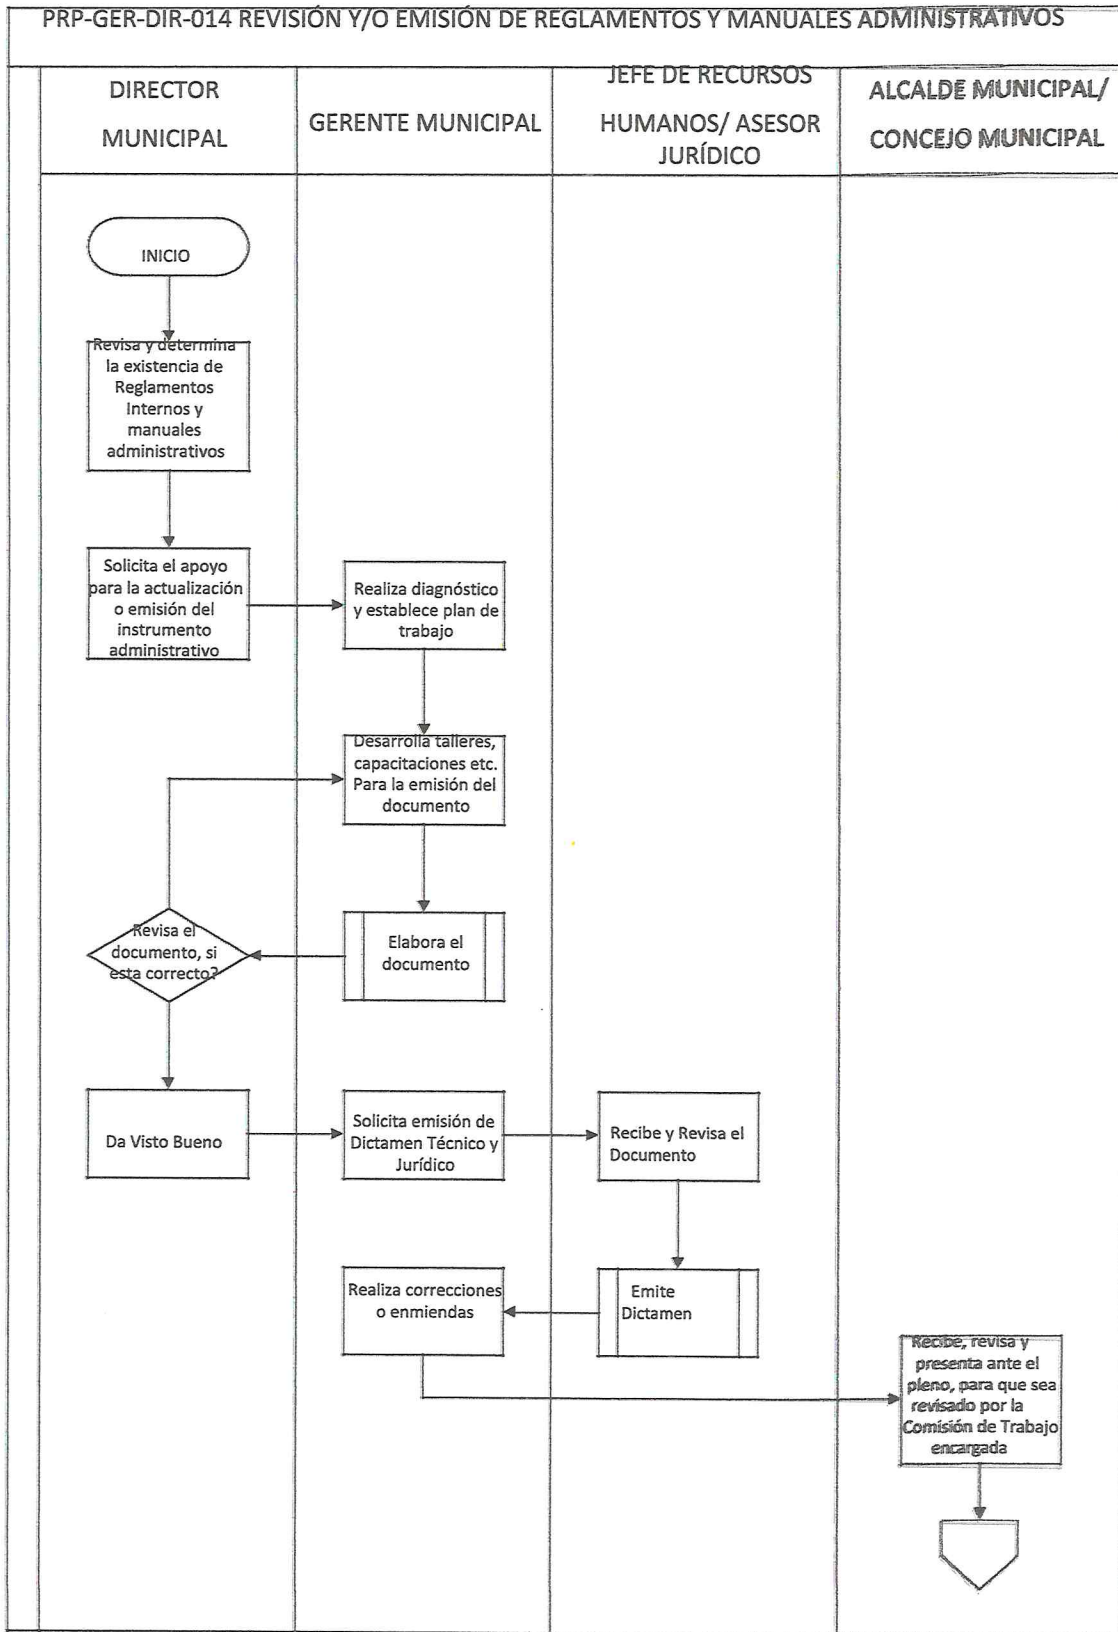 PRP-GER-DIR-014 REVISIÓN Y/O EMISIÓN DE REGLAMENTOS Y MANUALES ADMINISTRATIVOS
DIRECTOR
MUNICIPAL
GERENTE MUNICIPAL
JEFE DE RECURSOS
HUMANOS/ ASESOR
JURÍDICO
ALCALDE MUNICIPAL/
CONCEJO MUNICIPAL
INICIO
Revisa y determina
la existencia de
Reglamentos
Internos y
manuales
administrativos
Solicita el apoyo
para la actualización
o emisión del
instrumento
administrativo
Realiza diagnóstico
y establece plan de
trabajo
Desarrolla talleres,
capacitaciones etc.
Para la emisión del
documento
Elabora el
documento
Revisa el
documento, si
esta correcto?
Da Visto Bueno
Solicita emisión de
Dictamen Técnico y
Jurídico
Recibe y Revisa el
Documento
Emite
Dictamen
Realiza correcciones
o enmiendas
Recibe, revisa y
presenta ante el
pleno, para que sea
revisado por la
Comisión de Trabajo
encargada